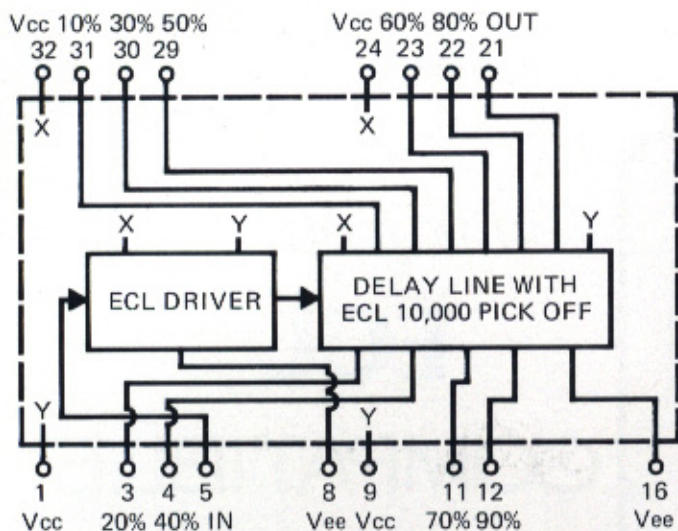 Vcc 10% 30% 50% Vcc 60% 80% OUT
32 31 30 29 24 23 22 21
X X
X Y X Y
ECL DRIVER
DELAY LINE WITH
ECL 10,000 PICK OFF
Y Y
1 3 4 5 8 9 11 12 16
Vcc 20% 40% IN Vee Vcc 70% 90% Vee